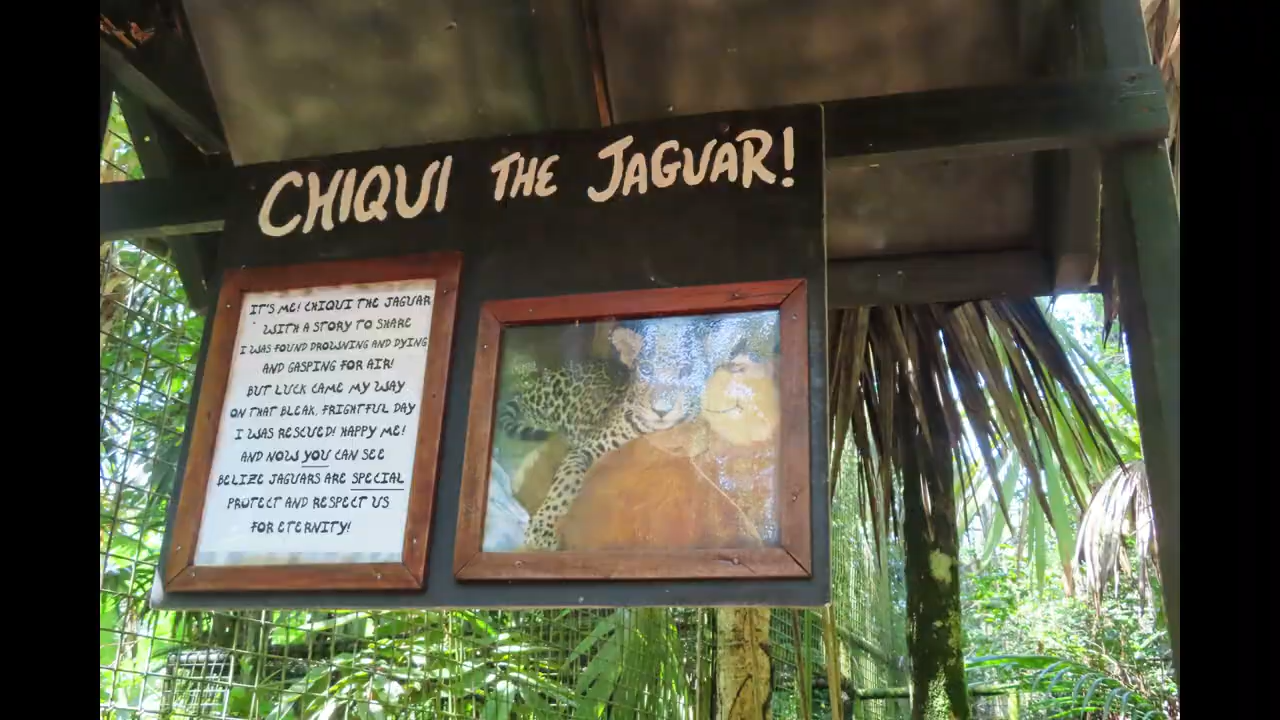 CHIQUI THE JAGUAR!
IT'S ME! CHIQUI THE JAGUAR
WITH A STORY TO SHARE
I WAS FOUND DROWNING AND DYING
AND GASPING FOR AIR!
BUT LUCK CAME MY WAY
ON THAT BLEAK, FRIGHTFUL DAY
I WAS RESCUED! HAPPY ME!
AND NOW YOU CAN SEE
BELIZE JAGUARS ARE SPECIAL
PROTECT AND RESPECT US
FOR ETERNITY!